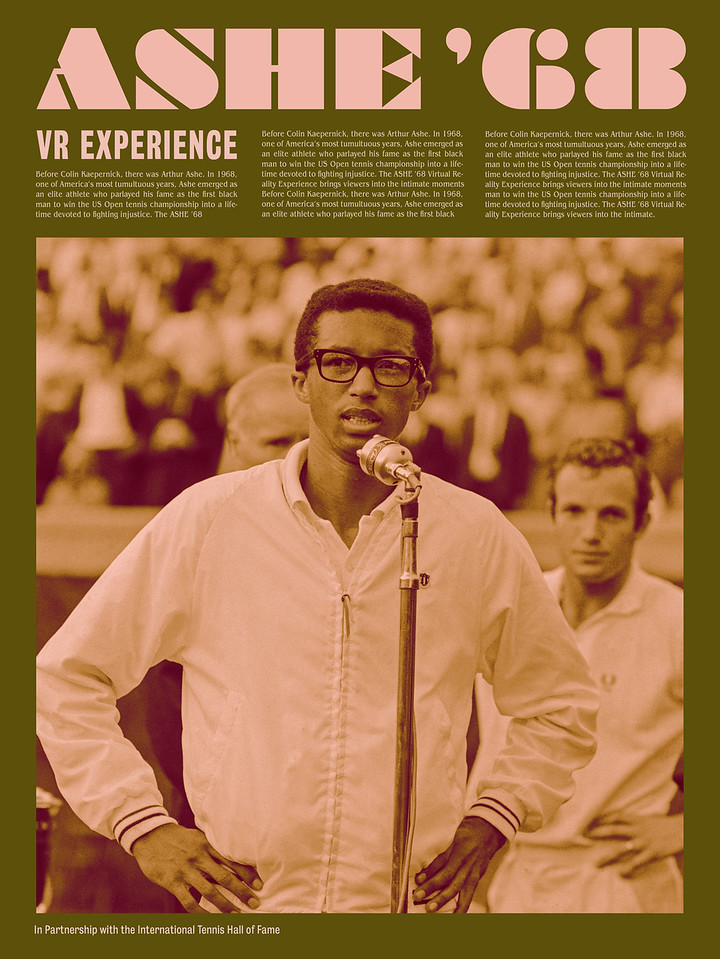 ASHE ’68
VR EXPERIENCE
Before Colin Kaepernick, there was Arthur Ashe. In 1968,
one of America's most tumultuous years, Ashe emerged as
an elite athlete who parlayed his fame as the first black
man to win the US Open tennis championship into a life-
time devoted to fighting injustice. The ASHE '68
Before Colin Kaepernick, there was Arthur Ashe. In 1968,
one of America's most tumultuous years, Ashe emerged as
an elite athlete who parlayed his fame as the first black
man to win the US Open tennis championship into a life-
time devoted to fighting injustice. The ASHE '68 Virtual Re-
ality Experience brings viewers into the intimate moments
Before Colin Kaepernick, there was Arthur Ashe. In 1968,
one of America's most tumultuous years, Ashe emerged as
an elite athlete who parlayed his fame as the first black
Before Colin Kaepernick, there was Arthur Ashe. In 1968,
one of America's most tumultuous years, Ashe emerged as
an elite athlete who parlayed his fame as the first black
man to win the US Open tennis championship into a life-
time devoted to fighting injustice. The ASHE '68 Virtual Re-
ality Experience brings viewers into the intimate moments
man to win the US Open tennis championship into a life-
time devoted to fighting injustice. The ASHE '68 Virtual Re-
ality Experience brings viewers into the intimate.
In Partnership with the International Tennis Hall of Fame